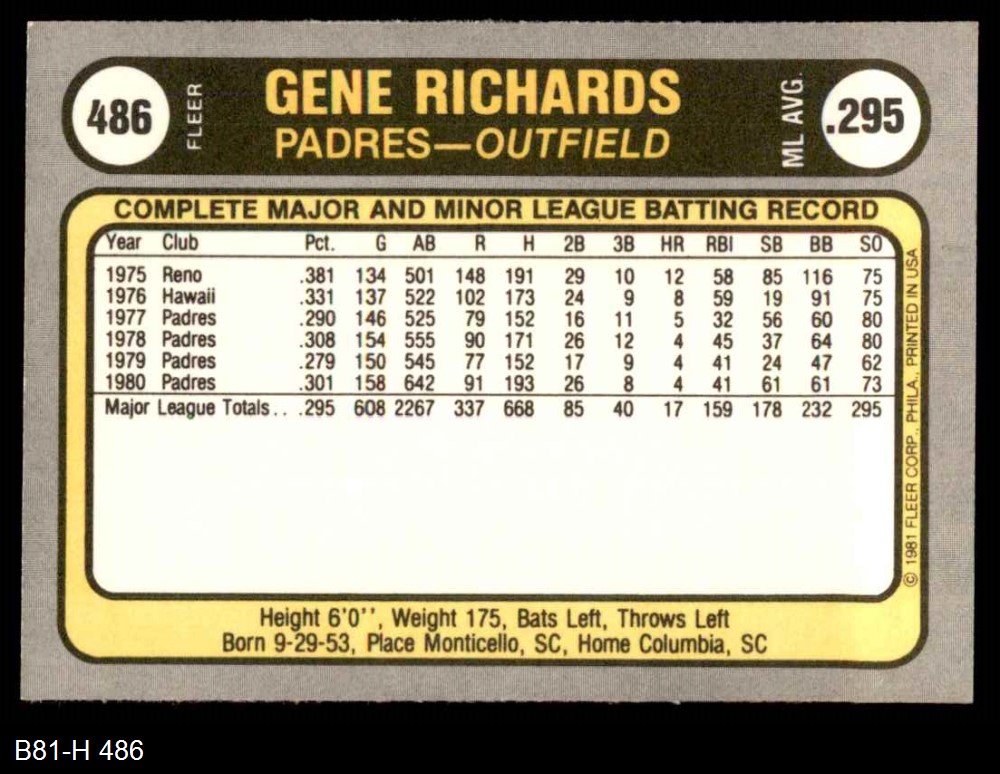 486 FLEER GENE RICHARDS ML AVG. .295
PADRES—OUTFIELD
COMPLETE MAJOR AND MINOR LEAGUE BATTING RECORD
Year Club Pct. G AB R H 2B 3B HR RBI SB BB SO
1975 Reno .381 134 501 148 191 29 10 12 58 85 116 75
1976 Hawaii .331 137 522 102 173 24 9 8 59 19 91 75
1977 Padres .290 146 525 79 152 16 11 5 32 56 60 80
1978 Padres .308 154 555 90 171 26 12 4 45 37 64 80
1979 Padres .279 150 545 77 152 17 9 4 41 24 47 62
1980 Padres .301 158 642 91 193 26 8 4 41 61 61 73
Major League Totals.. .295 608 2267 337 668 85 40 17 159 178 232 295
© 1981 FLEER CORP., PHILA., PRINTED IN USA
Height 6'0'', Weight 175, Bats Left, Throws Left
Born 9-29-53, Place Monticello, SC, Home Columbia, SC
B81-H 486